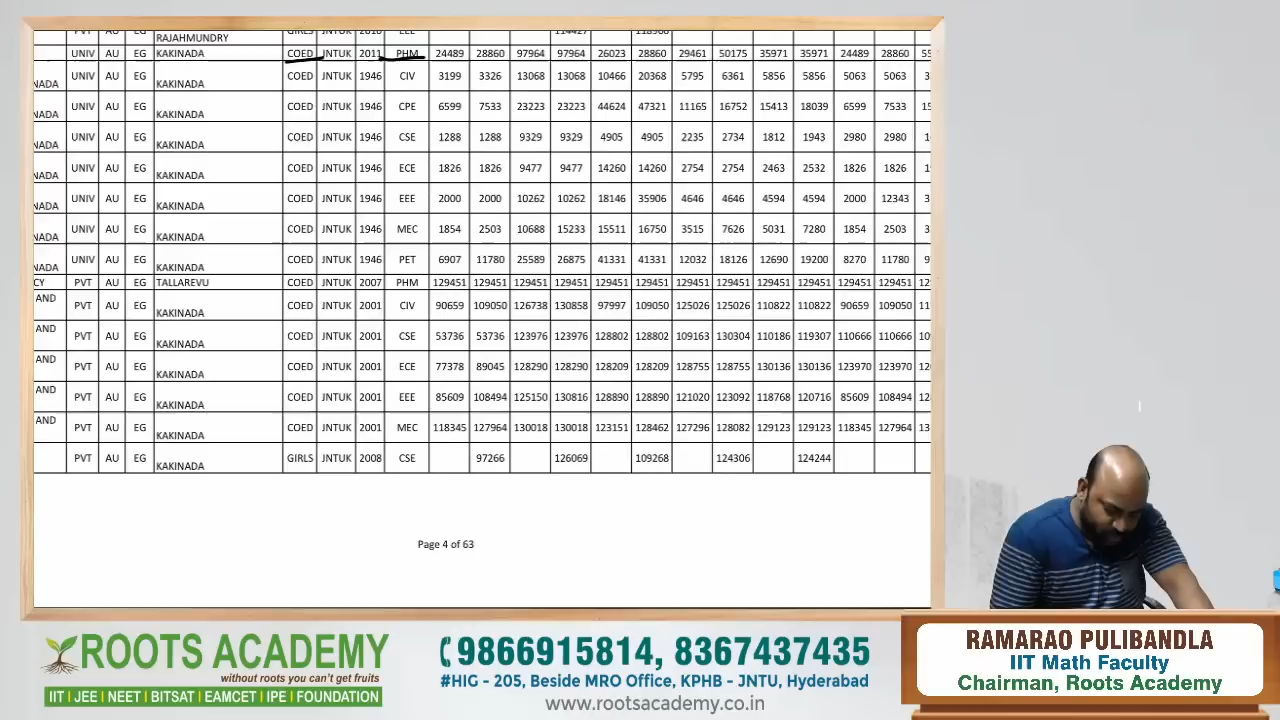 RAJAHMUNDRY
UNIV AU EG KAKINADA COED JNTUK 2011 PHM 24489 28860 97964 97964 26023 28860 29461 50175 35971 35971 24489 28860
NADA UNIV AU EG KAKINADA COED JNTUK 1946 CIV 3199 3326 13068 13068 10466 20368 5795 6361 5856 5856 5063 5063
NADA UNIV AU EG KAKINADA COED JNTUK 1946 CPE 6599 7533 23223 23223 44624 47321 11165 16752 15413 18039 6599 7533
NADA UNIV AU EG KAKINADA COED JNTUK 1946 CSE 1288 1288 9329 9329 4905 4905 2235 2734 1812 1943 2980 2980
NADA UNIV AU EG KAKINADA COED JNTUK 1946 ECE 1826 1826 9477 9477 14260 14260 2754 2754 2463 2532 1826 1826
NADA UNIV AU EG KAKINADA COED JNTUK 1946 EEE 2000 2000 10262 10262 18146 35906 4646 4646 4594 4594 2000 12343
NADA UNIV AU EG KAKINADA COED JNTUK 1946 MEC 1854 2503 10688 15233 15511 16750 3515 7626 5031 7280 1854 2503
NADA UNIV AU EG KAKINADA COED JNTUK 1946 PET 6907 11780 25589 26875 41331 41331 12032 18126 12690 19200 8270 11780
CY PVT AU EG TALLAREVU COED JNTUK 2007 PHM 129451 129451 129451 129451 129451 129451 129451 129451 129451 129451 129451 129451
AND PVT AU EG KAKINADA COED JNTUK 2001 CIV 90659 109050 126738 130858 97997 109050 125026 125026 110822 110822 90659 109050
AND PVT AU EG KAKINADA COED JNTUK 2001 CSE 53736 53736 123976 123976 128802 128802 109163 130304 110186 119307 110666 110666
AND PVT AU EG KAKINADA COED JNTUK 2001 ECE 77378 89045 128290 128290 128209 128209 128755 128755 130136 130136 123970 123970
AND PVT AU EG KAKINADA COED JNTUK 2001 EEE 85609 108494 125150 130816 128890 128890 121020 123092 118768 120716 85609 108494
AND PVT AU EG KAKINADA COED JNTUK 2001 MEC 118345 127964 130018 130018 123151 128462 127296 128082 129123 129123 118345 127964
PVT AU EG KAKINADA GIRLS JNTUK 2008 CSE 97266 126069 109268 124306 124244
Page 4 of 63
ROOTS ACADEMY
without roots you can't get fruits
IIT | JEE | NEET | BITSAT | EAMCET | IPE | FOUNDATION
9866915814, 8367437435
#HIG - 205, Beside MRO Office, KPHB - JNTU, Hyderabad
www.rootsacademy.co.in
RAMARAO PULIBANDLA
IIT Math Faculty
Chairman, Roots Academy